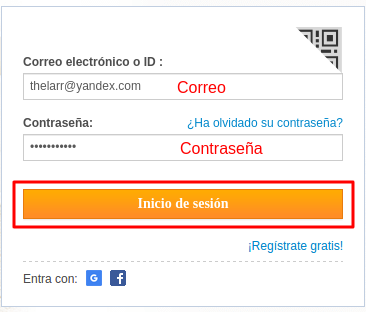 Correo electrónico o ID :
thelarr@yandex.com Correo
Contraseña: ¿Ha olvidado su contraseña?
••••••••••• Contraseña
Inicio de sesión
¡Regístrate gratis!
Entra con: G f